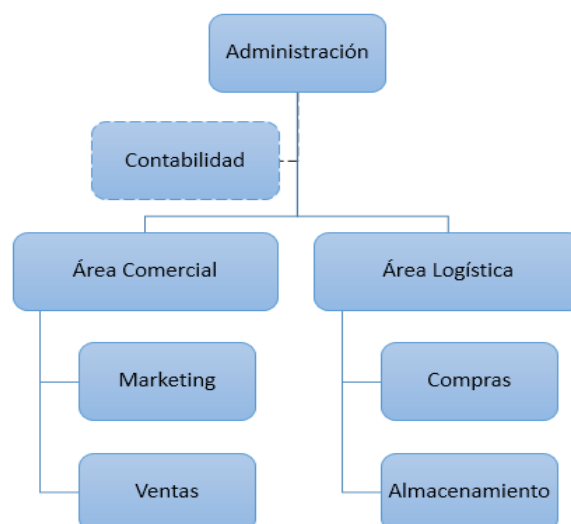 Administración
Contabilidad
Área Comercial
Área Logística
Marketing
Compras
Ventas
Almacenamiento